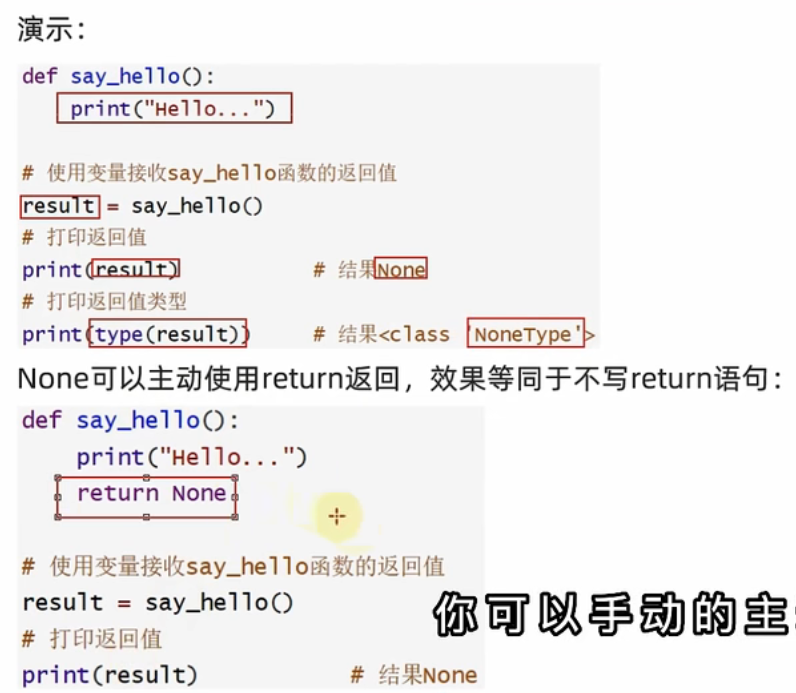 演示：
def say_hello():
    print("Hello...")
# 使用变量接收say_hello函数的返回值
result = say_hello()
# 打印返回值
print(result)             # 结果None
# 打印返回值类型
print(type(result))       # 结果<class 'NoneType'>
None可以主动使用return返回，效果等同于不写return语句：
def say_hello():
    print("Hello...")
    return None
# 使用变量接收say_hello函数的返回值
result = say_hello()
你可以手动的主
# 打印返回值
print(result)             # 结果None